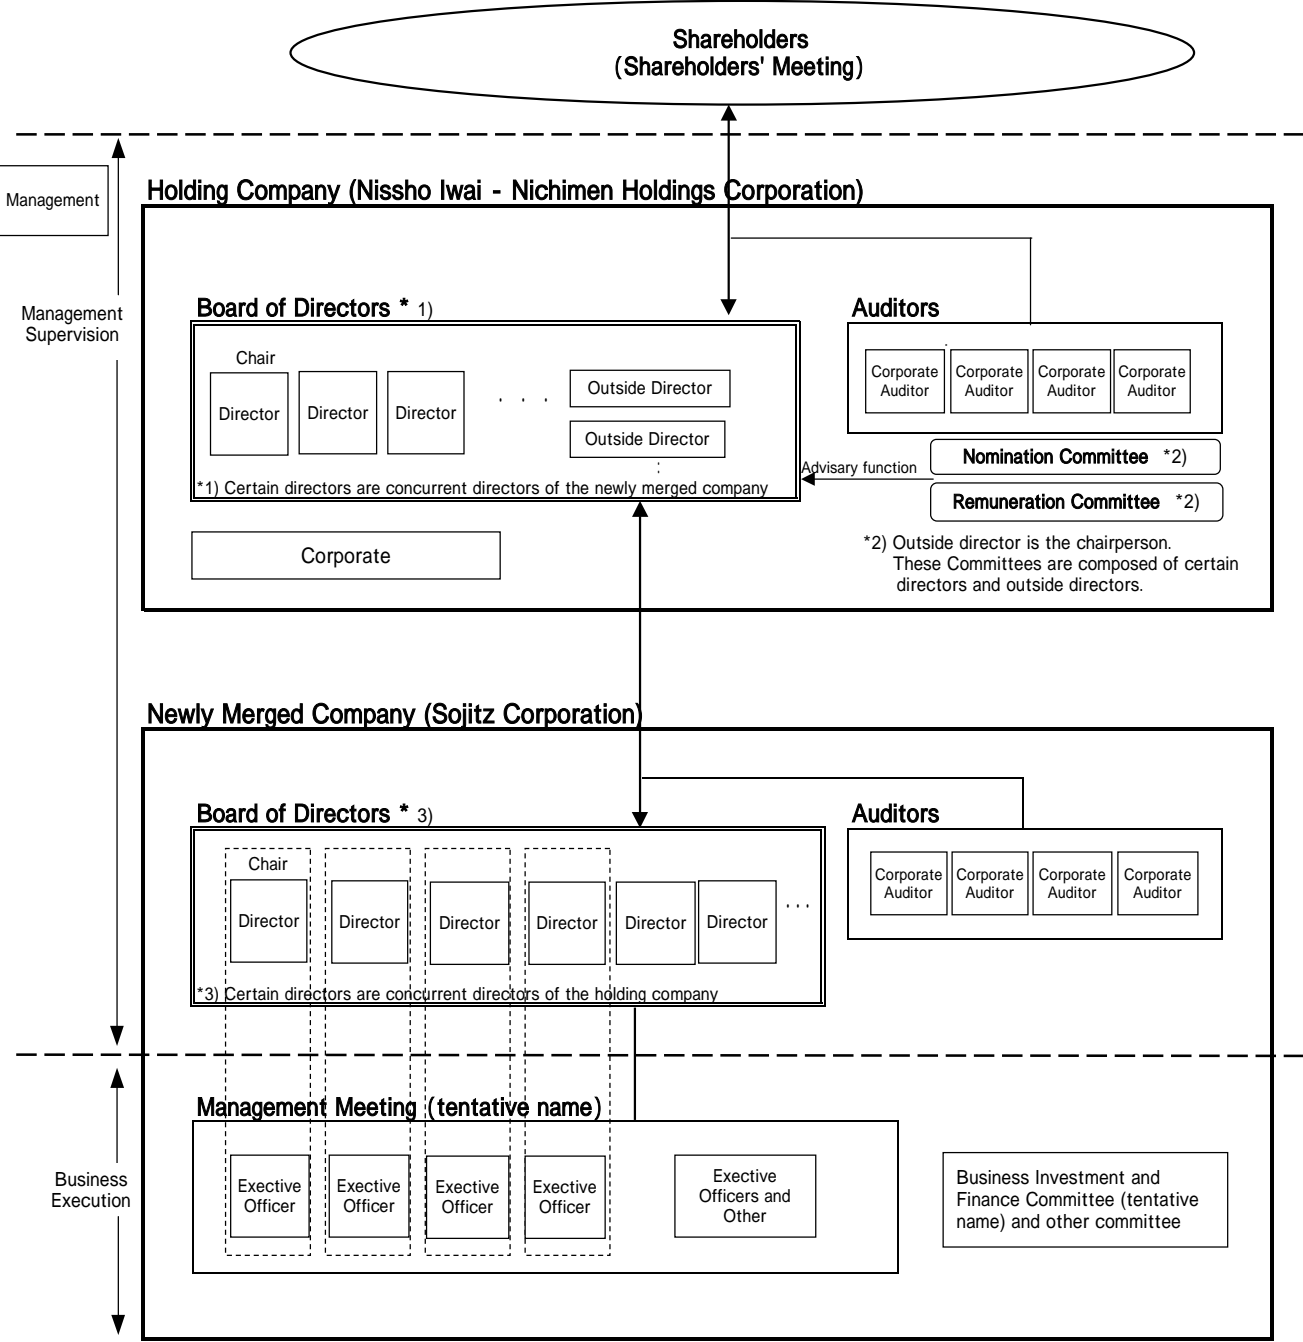 Shareholders
(Shareholders' Meeting)
Management
Holding Company (Nissho Iwai - Nichimen Holdings Corporation)
Management
Supervision
Board of Directors * 1)
Auditors
Chair
Director
Director
Director
. . .
Outside Director
Outside Director
:
Corporate
Auditor
Corporate
Auditor
Corporate
Auditor
Corporate
Auditor
*1) Certain directors are concurrent directors of the newly merged company
Advisary function
Nomination Committee *2)
Remuneration Committee *2)
*2) Outside director is the chairperson.
These Committees are composed of certain
directors and outside directors.
Corporate
Newly Merged Company (Sojitz Corporation)
Board of Directors * 3)
Auditors
Chair
Director
Director
Director
Director
Director
Director
...
Corporate
Auditor
Corporate
Auditor
Corporate
Auditor
Corporate
Auditor
*3) Certain directors are concurrent directors of the holding company
Management Meeting (tentative name)
Business
Execution
Exective
Officer
Exective
Officer
Exective
Officer
Exective
Officer
Exective
Officers and
Other
Business Investment and
Finance Committee (tentative
name) and other committee